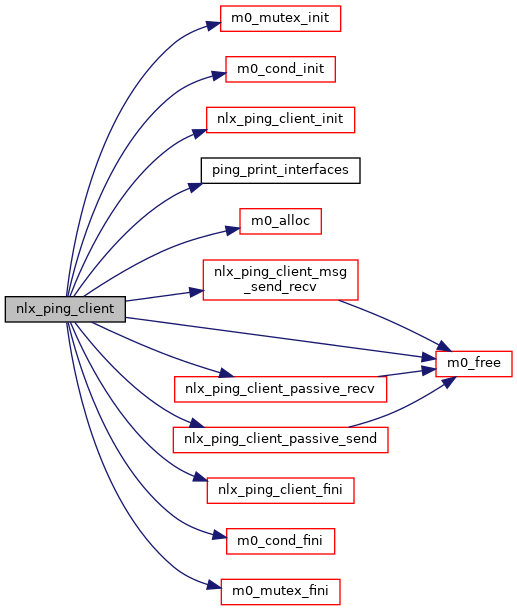 m0_mutex_init
m0_cond_init
nlx_ping_client_init
ping_print_interfaces
m0_alloc
nlx_ping_client_msg
_send_recv
nlx_ping_client
m0_free
nlx_ping_client_passive_recv
nlx_ping_client_passive_send
nlx_ping_client_fini
m0_cond_fini
m0_mutex_fini